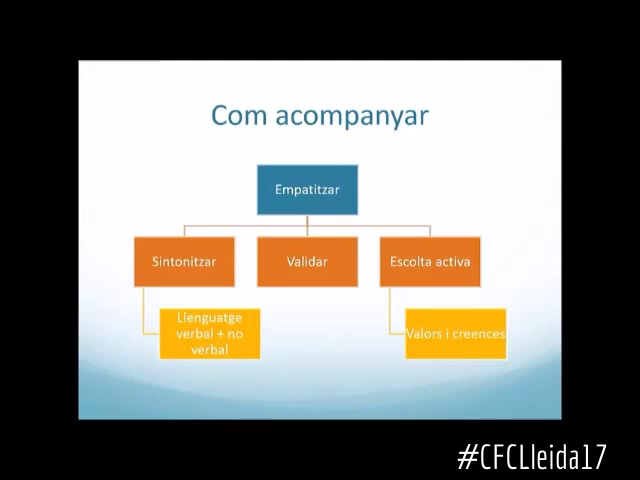 Com acompanyar
Empatitzar
Sintonitzar
Validar
Escolta activa
Llenguatge
verbal + no
verbal
Valors i creences
#CFCLleida17